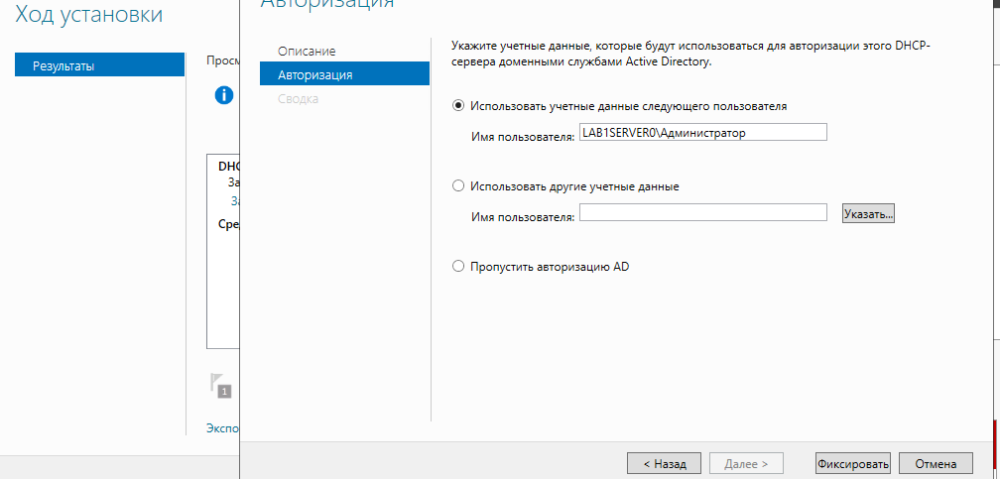 Ход установки
Авторизация
Результаты
Просм
DHC
За
За
Сре
1
Экспо
Описание
Авторизация
Сводка
Укажите учетные данные, которые будут использоваться для авторизации этого DHCP-
сервера доменными службами Active Directory.
Использовать учетные данные следующего пользователя
Имя пользователя: LAB1SERVER0\Администратор
Использовать другие учетные данные
Имя пользователя: Указать...
Пропустить авторизацию AD
< Назад Далее > Фиксировать Отмена